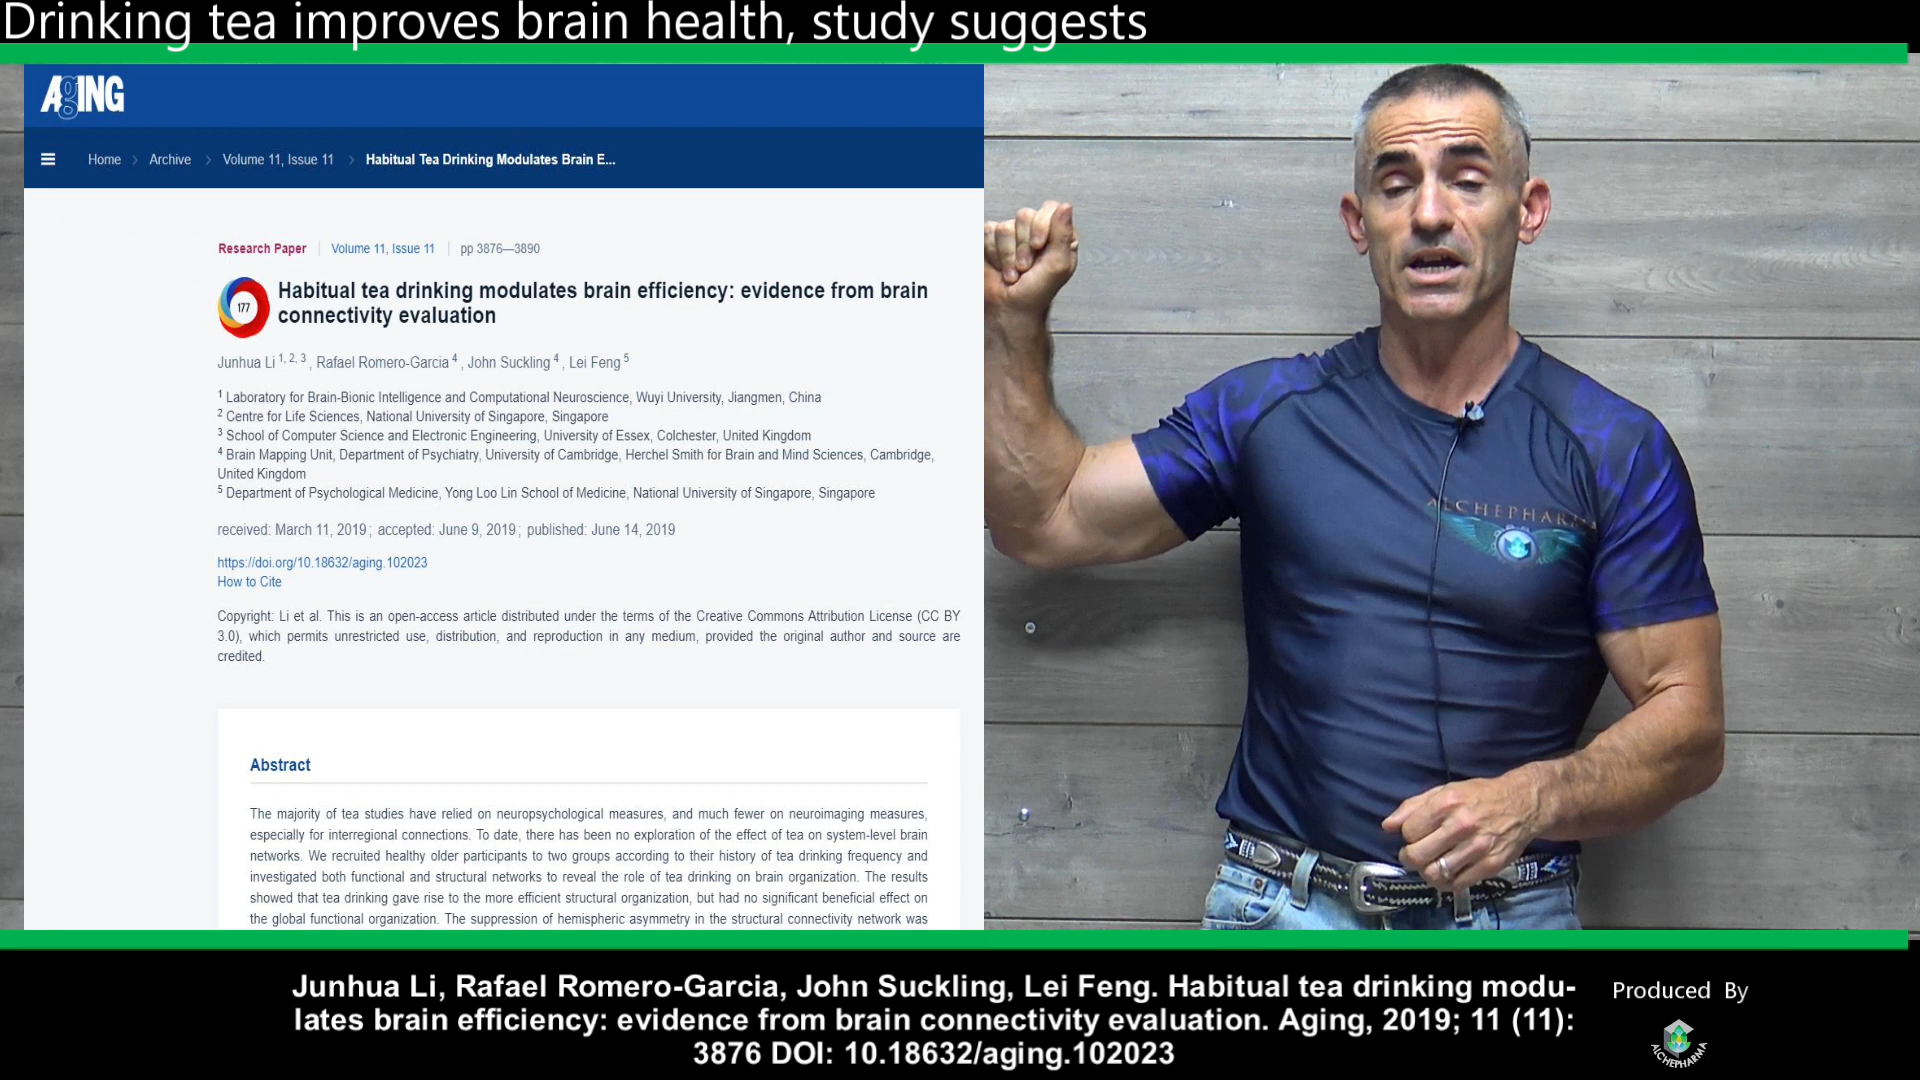 Drinking tea improves brain health, study suggests
AgING
Home > Archive > Volume 11, Issue 11 > Habitual Tea Drinking Modulates Brain E...
Research Paper | Volume 11, Issue 11 | pp 3876—3890
177
Habitual tea drinking modulates brain efficiency: evidence from brain
connectivity evaluation
Junhua Li 1, 2, 3 , Rafael Romero-Garcia 4 , John Suckling 4 , Lei Feng 5
1 Laboratory for Brain-Bionic Intelligence and Computational Neuroscience, Wuyi University, Jiangmen, China
2 Centre for Life Sciences, National University of Singapore, Singapore
3 School of Computer Science and Electronic Engineering, University of Essex, Colchester, United Kingdom
4 Brain Mapping Unit, Department of Psychiatry, University of Cambridge, Herchel Smith for Brain and Mind Sciences, Cambridge,
United Kingdom
5 Department of Psychological Medicine, Yong Loo Lin School of Medicine, National University of Singapore, Singapore
received: March 11, 2019 ; accepted: June 9, 2019 ; published: June 14, 2019
https://doi.org/10.18632/aging.102023
How to Cite
Copyright: Li et al. This is an open-access article distributed under the terms of the Creative Commons Attribution License (CC BY
3.0), which permits unrestricted use, distribution, and reproduction in any medium, provided the original author and source are
credited.
Abstract
The majority of tea studies have relied on neuropsychological measures, and much fewer on neuroimaging measures,
especially for interregional connections. To date, there has been no exploration of the effect of tea on system-level brain
networks. We recruited healthy older participants to two groups according to their history of tea drinking frequency and
investigated both functional and structural networks to reveal the role of tea drinking on brain organization. The results
showed that tea drinking gave rise to the more efficient structural organization, but had no significant beneficial effect on
the global functional organization. The suppression of hemispheric asymmetry in the structural connectivity network was
ALCHEPHARMA
Junhua Li, Rafael Romero-Garcia, John Suckling, Lei Feng. Habitual tea drinking modu-
lates brain efficiency: evidence from brain connectivity evaluation. Aging, 2019; 11 (11):
3876 DOI: 10.18632/aging.102023
Produced By
AlCHEPHARMA